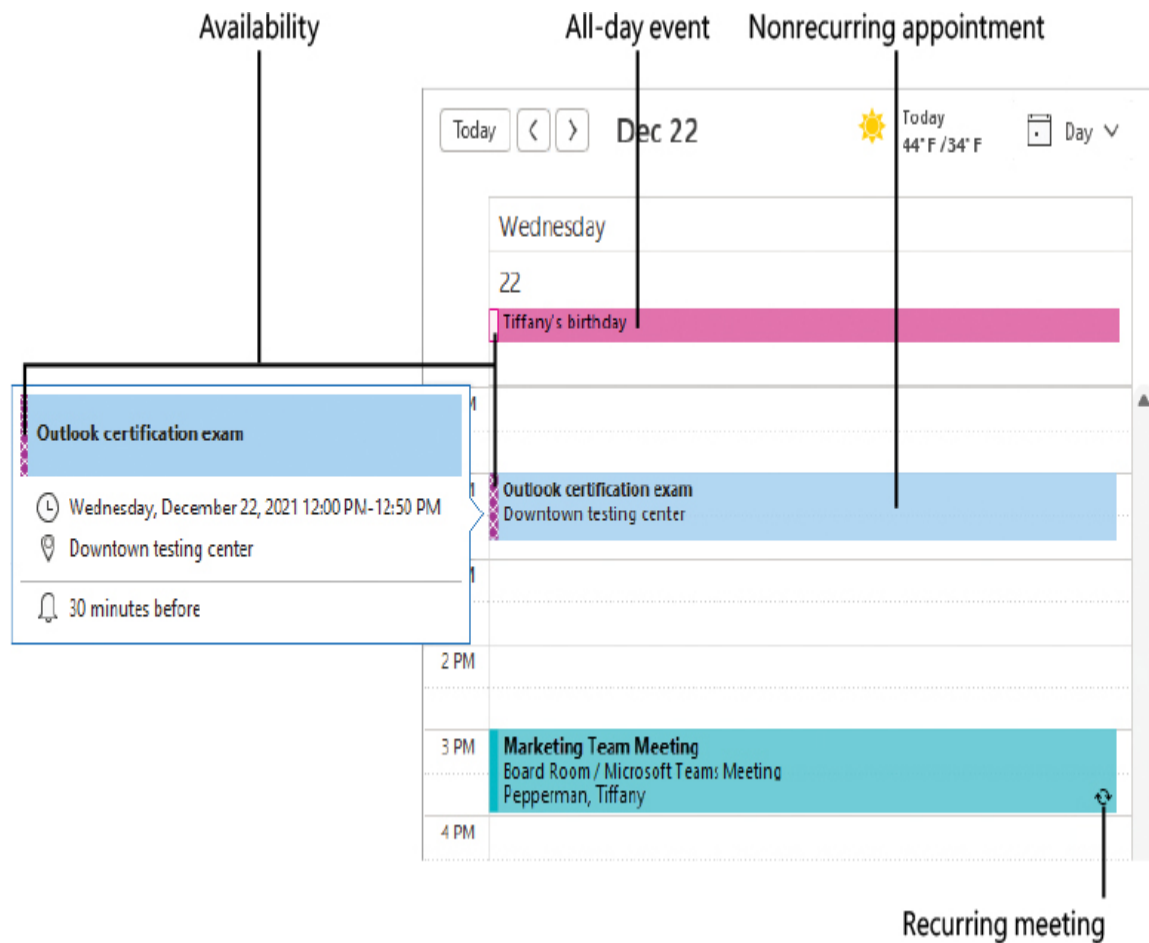 Availability
All-day event
Nonrecurring appointment
Today
Dec 22
Today
44°F/34°F
Day
Wednesday
22
Tiffany's birthday
Outlook certification exam
Wednesday, December 22, 2021 12:00 PM-12:50 PM
Downtown testing center
30 minutes before
Outlook certification exam
Downtown testing center
2 PM
3 PM
Marketing Team Meeting
Board Room / Microsoft Teams Meeting
Pepperman, Tiffany
4 PM
Recurring meeting